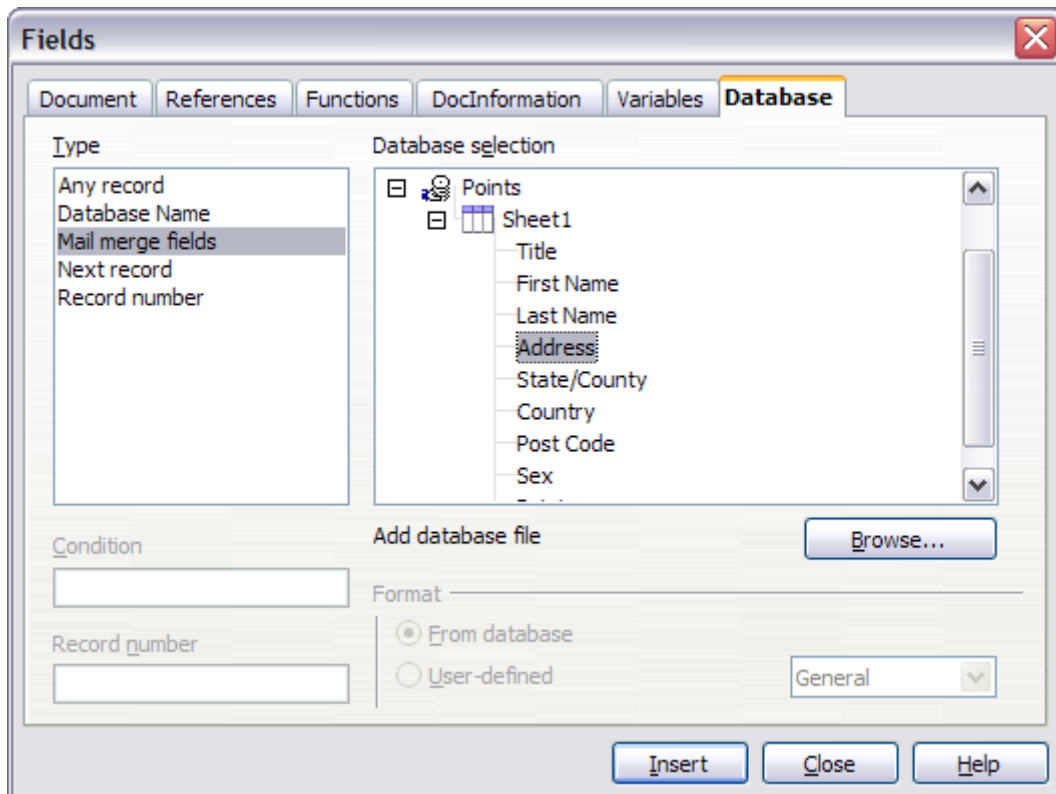 Fields
Document References Functions DocInformation Variables Database
Type
Any record
Database Name
Mail merge fields
Next record
Record number
Database selection
Points
Sheet1
Title
First Name
Last Name
Address
State/County
Country
Post Code
Sex
Condition
Record number
Add database file
Browse...
Format
From database
User-defined
General
Insert Close Help